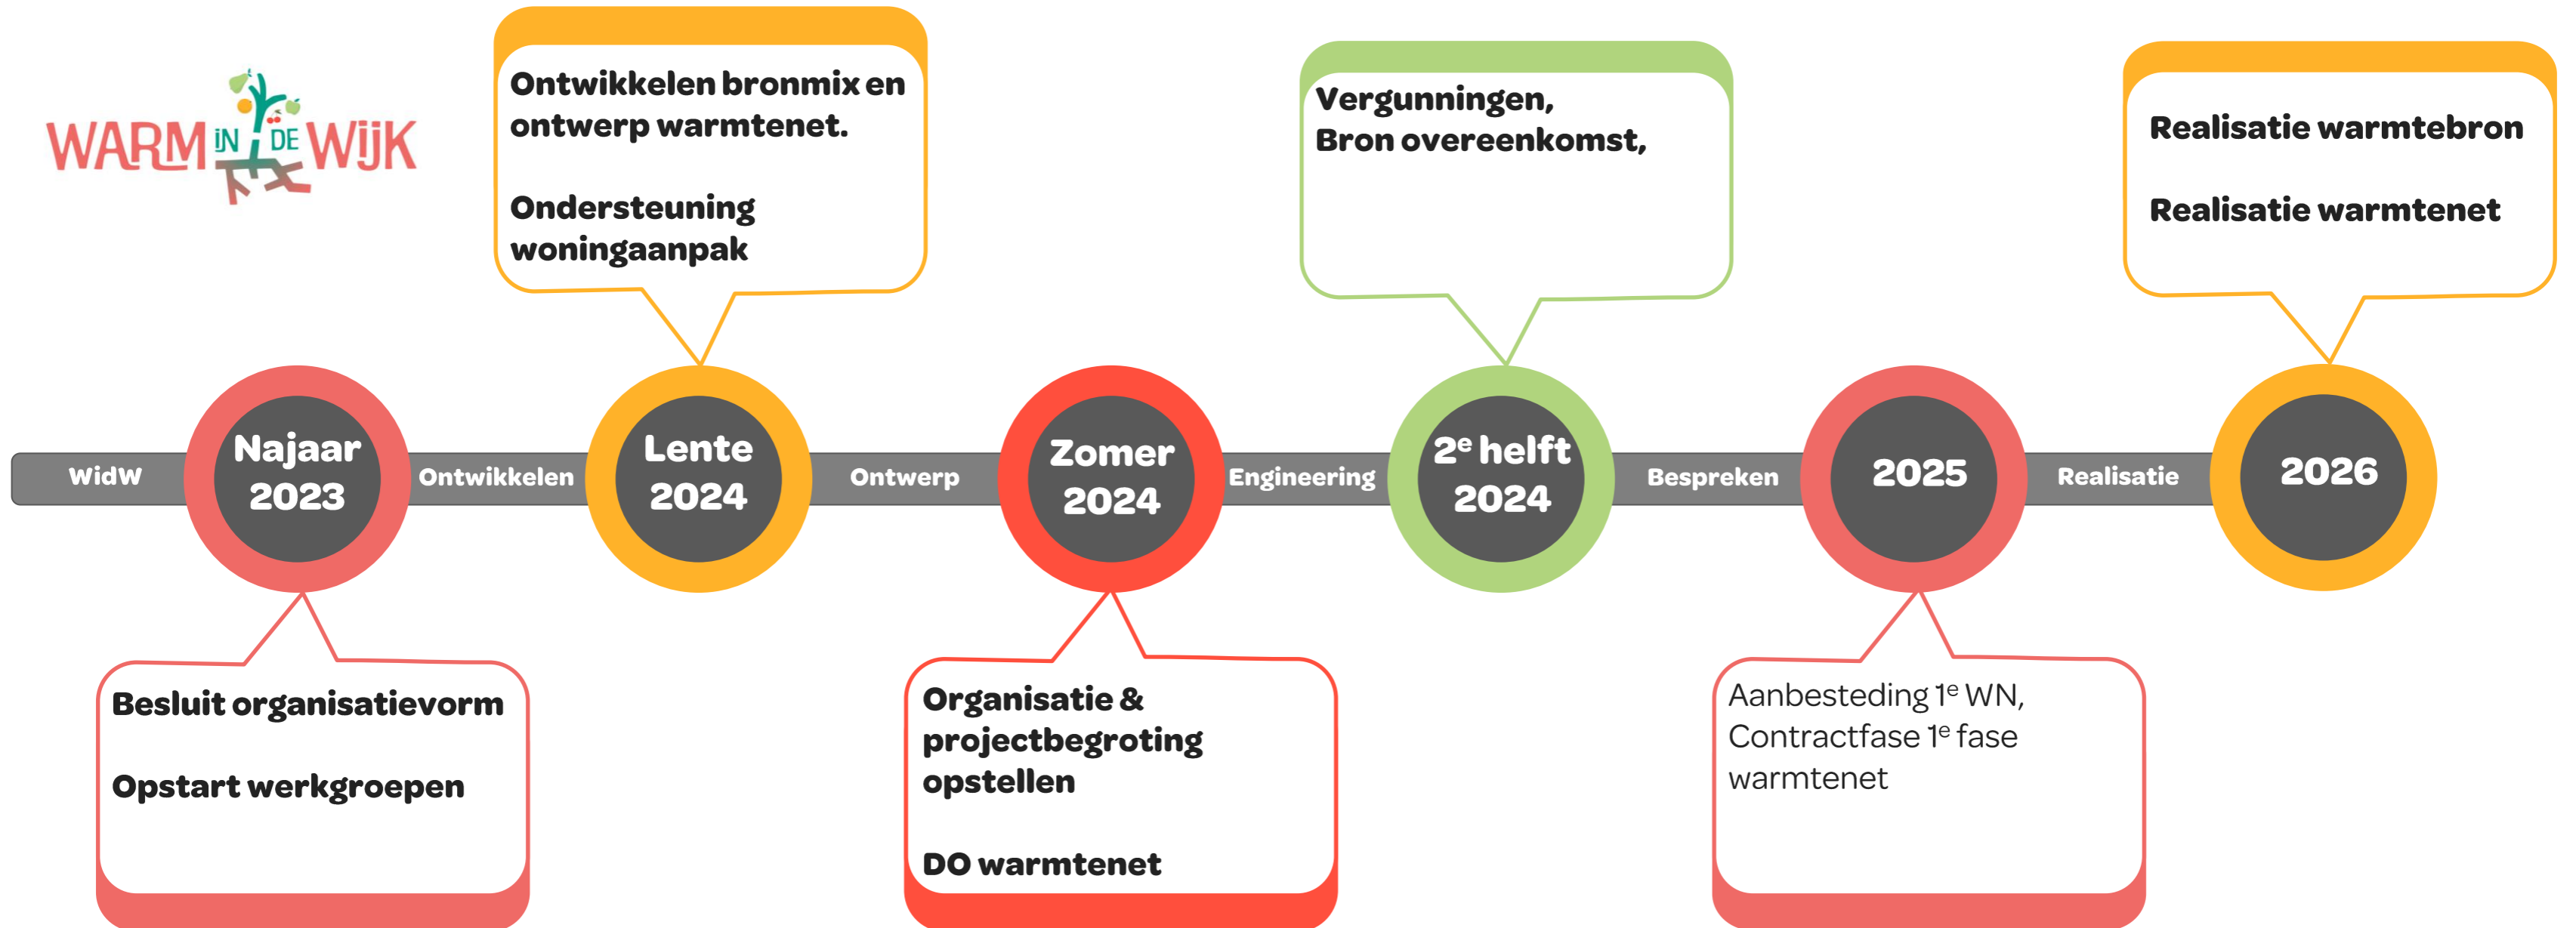 WARM IN DE WIJK
Ontwikkelen bronmix en
ontwerp warmtenet.
Ondersteuning
woningaanpak
Vergunningen,
Bron overeenkomst,
Realisatie warmtebron
Realisatie warmtenet
WidW
Najaar
2023
Ontwikkelen
Lente
2024
Ontwerp
Zomer
2024
Engineering
2e helft
2024
Bespreken
2025
Realisatie
2026
Besluit organisatievorm
Opstart werkgroepen
Organisatie &
projectbegroting
opstellen
DO warmtenet
Aanbesteding 1e WN,
Contractfase 1e fase
warmtenet